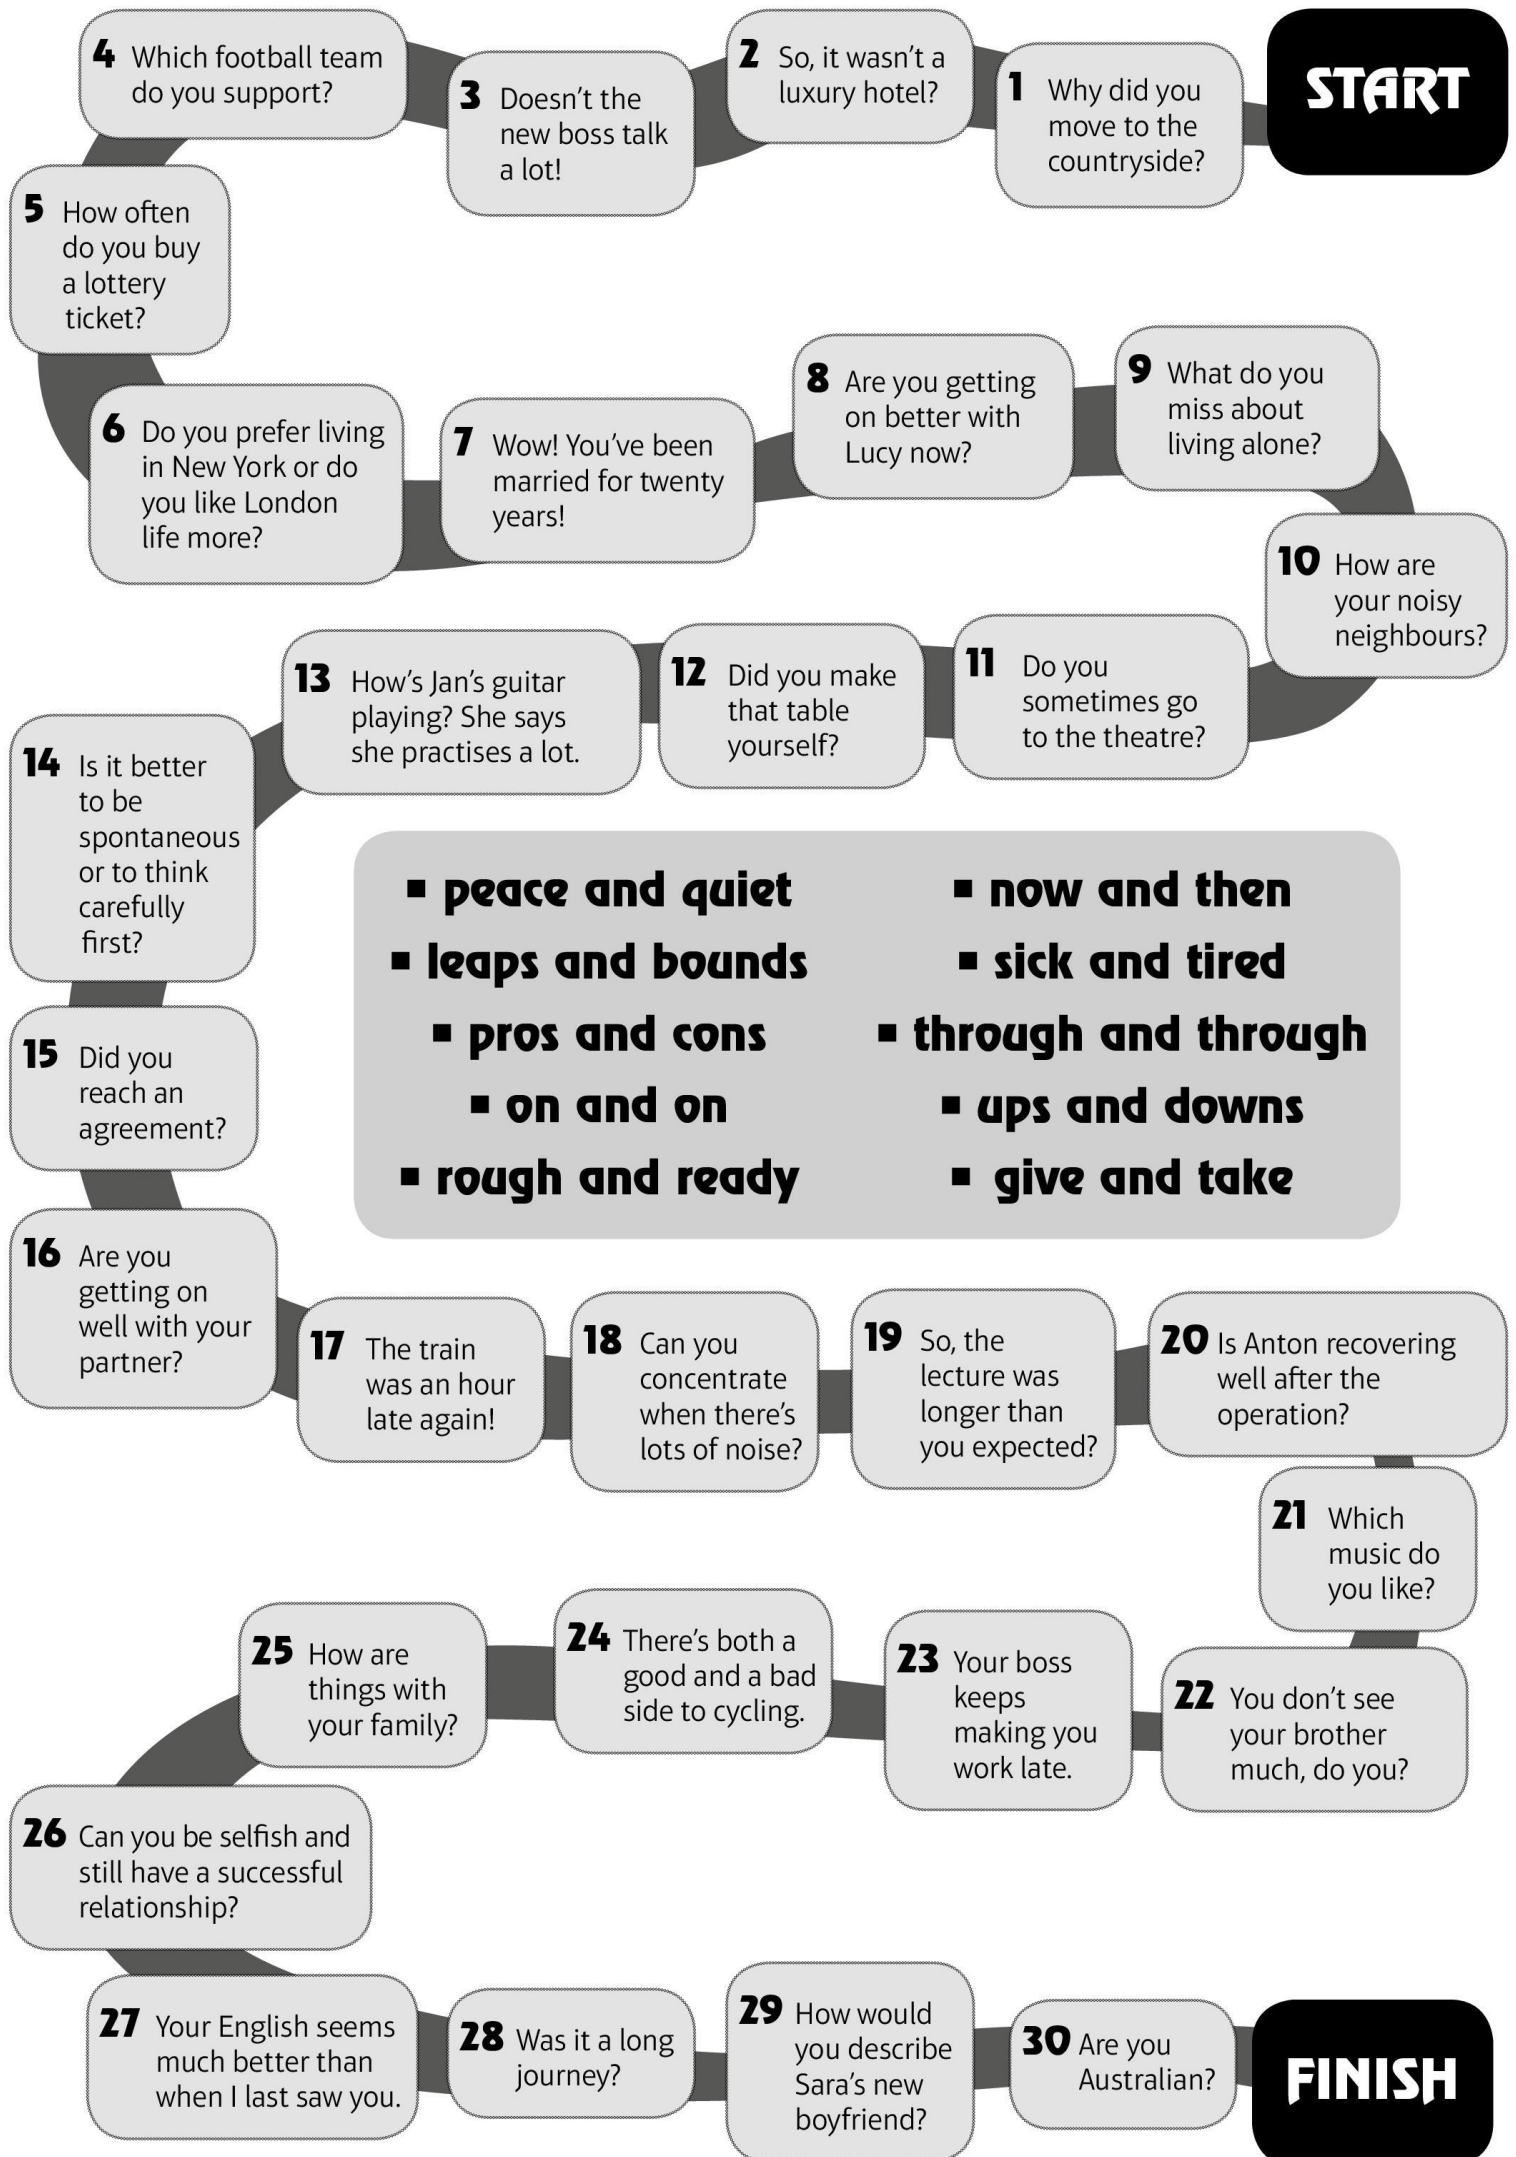 START
1 Why did you
move to the
countryside?
2 So, it wasn't a
luxury hotel?
3 Doesn't the
new boss talk
a lot!
4 Which football team
do you support?
5 How often
do you buy
a lottery
ticket?
6 Do you prefer living
in New York or do
you like London
life more?
7 Wow! You've been
married for twenty
years!
8 Are you getting
on better with
Lucy now?
9 What do you
miss about
living alone?
10 How are
your noisy
neighbours?
11 Do you
sometimes go
to the theatre?
12 Did you make
that table
yourself?
13 How's Jan's guitar
playing? She says
she practises a lot.
14 Is it better
to be
spontaneous
or to think
carefully
first?
▪ peace and quiet
▪ leaps and bounds
▪ pros and cons
▪ on and on
▪ rough and ready
▪ now and then
▪ sick and tired
▪ through and through
▪ ups and downs
▪ give and take
15 Did you
reach an
agreement?
16 Are you
getting on
well with your
partner?
17 The train
was an hour
late again!
18 Can you
concentrate
when there's
lots of noise?
19 So, the
lecture was
longer than
you expected?
20 Is Anton recovering
well after the
operation?
21 Which
music do
you like?
22 You don't see
your brother
much, do you?
23 Your boss
keeps
making you
work late.
24 There's both a
good and a bad
side to cycling.
25 How are
things with
your family?
26 Can you be selfish and
still have a successful
relationship?
27 Your English seems
much better than
when I last saw you.
28 Was it a long
journey?
29 How would
you describe
Sara's new
boyfriend?
30 Are you
Australian?
FINISH